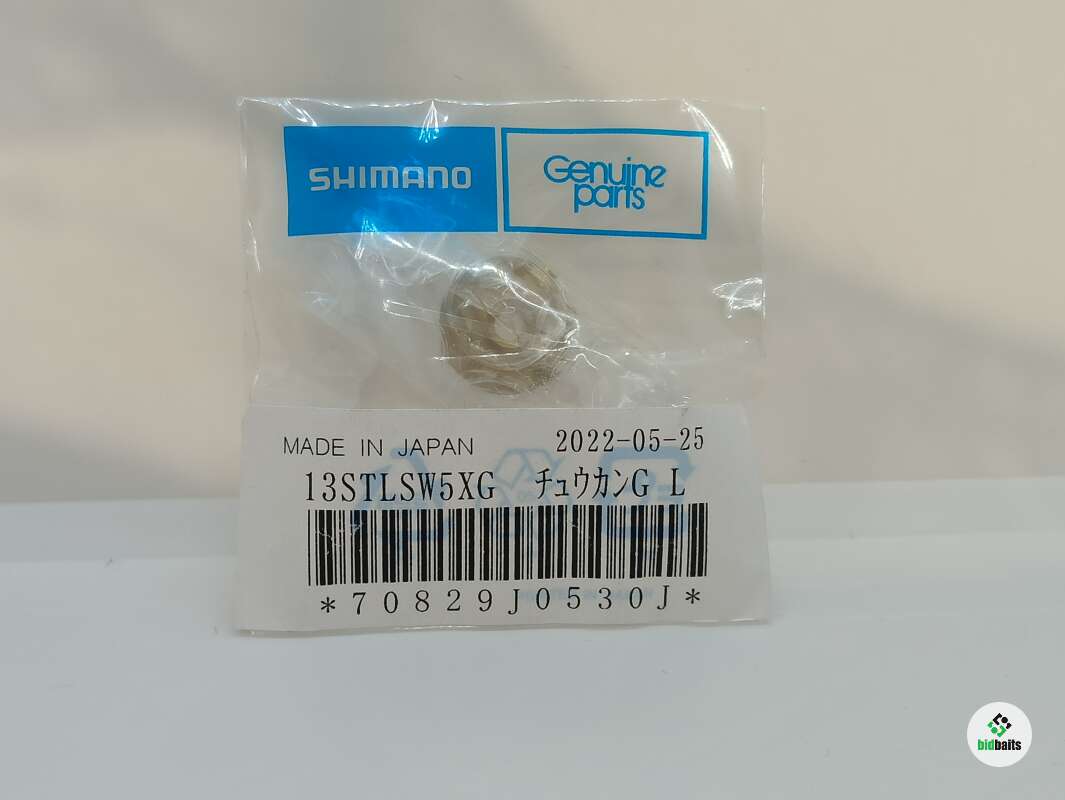 SHIMANO
Genuine
parts
MADE IN JAPAN 2022-05-25
13STLSW5XG ﾁｭｳｶﾝG L
*70829J0530J*
bidbaits